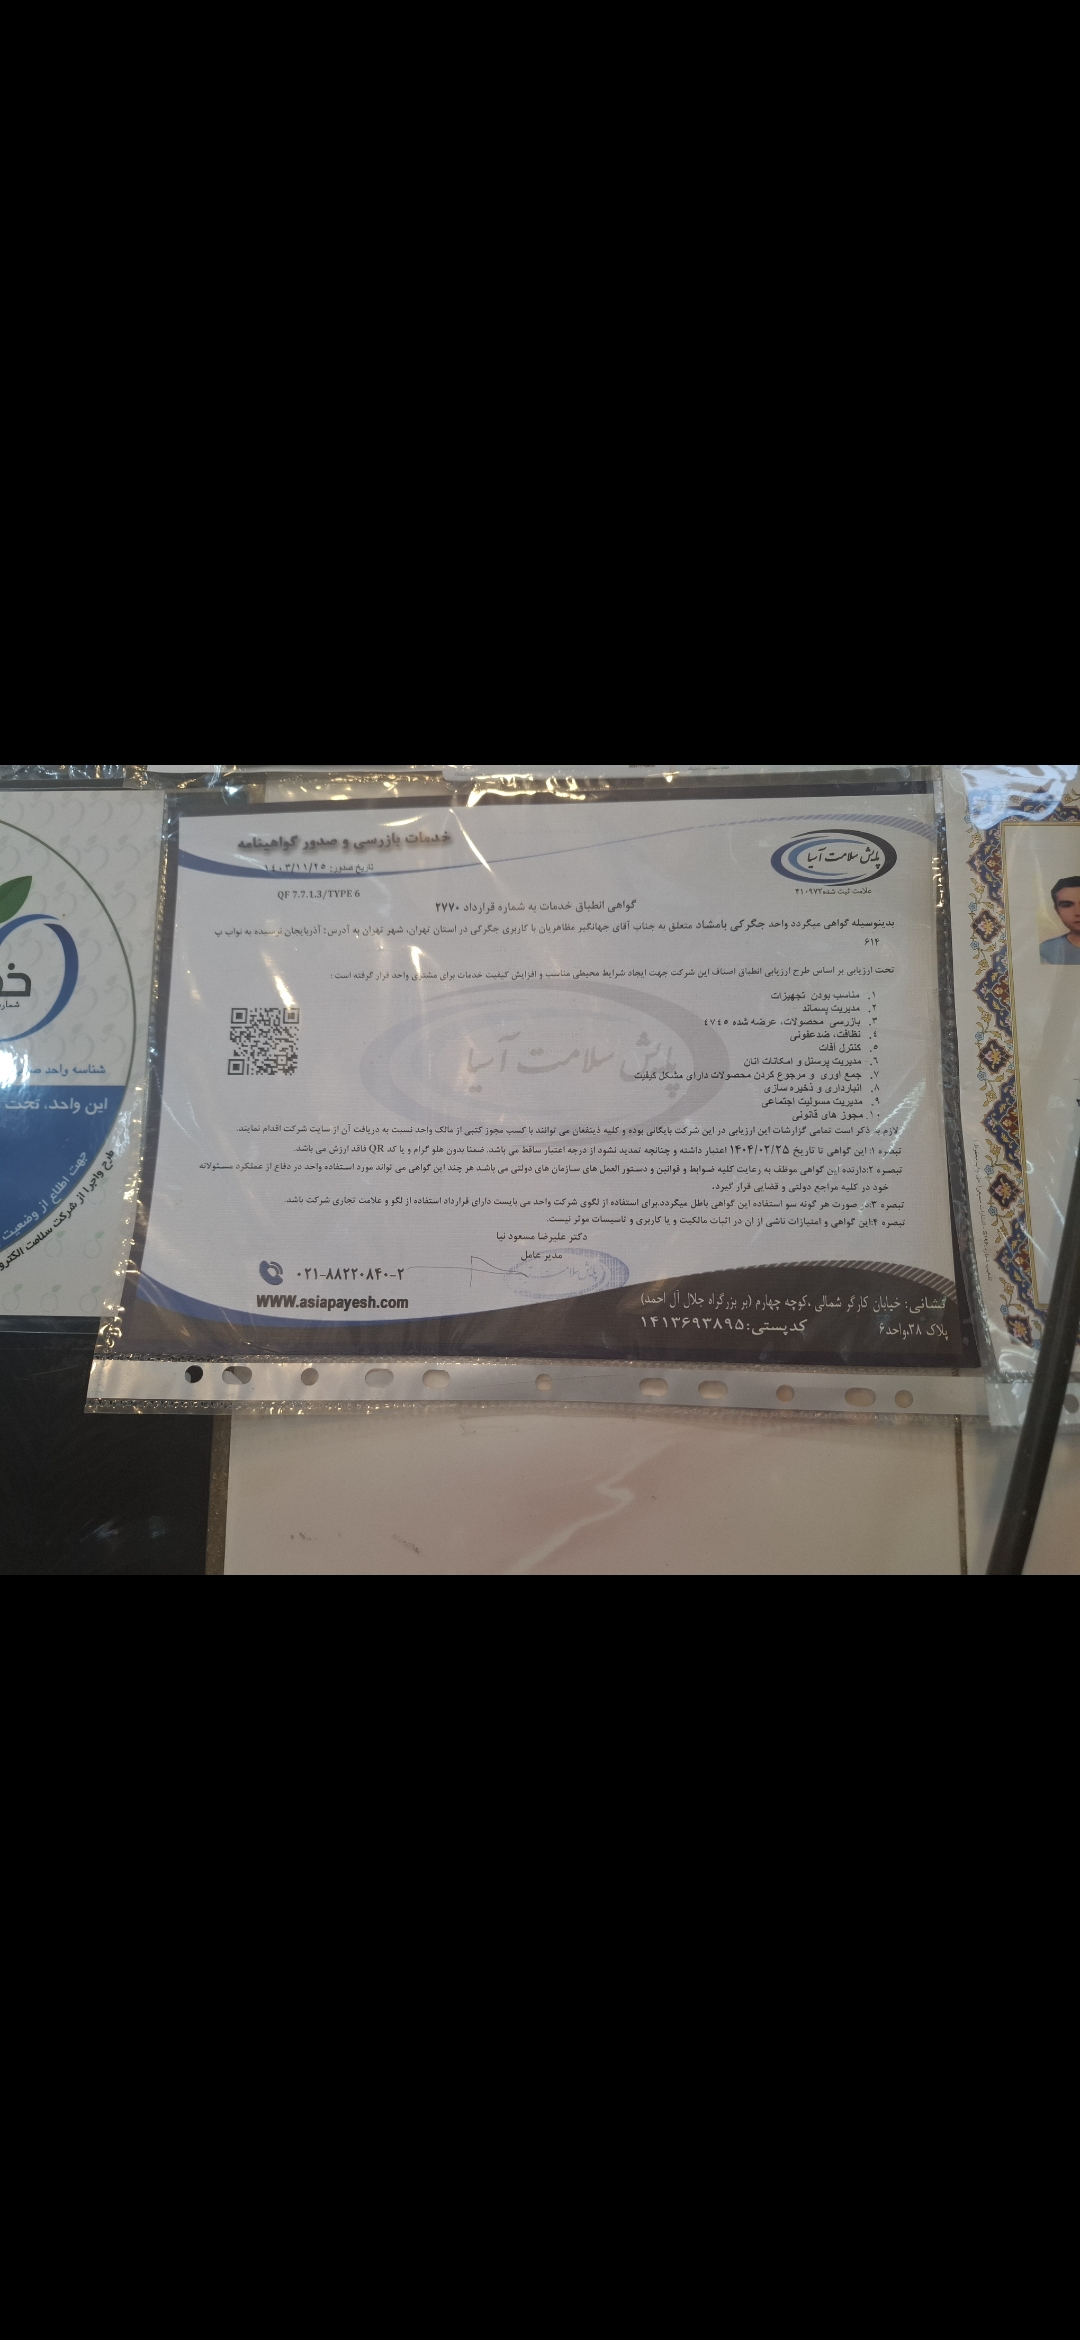 خدمات بازرسی و صدور گواهینامه
تاریخ صدور: ۱۴۰۳/۱۱/۲۵
QF 7.7.1.3/TYPE 6
پایش سلامت آسیا
علامت ثبت شده ۴۱۰۹۷۲
گواهی انطباق خدمات به شماره قرارداد ۲۷۷۰
بدینوسیله گواهی میگردد واحد جگرکی بامشاد متعلق به جناب آقای جهانگیر مظاهریان با کاربری جگرکی در استان تهران، شهر تهران به آدرس: آذربایجان نرسیده به نواب پ
۶۱۴
تحت ارزیابی بر اساس طرح ارزیابی انطباق اصناف این شرکت جهت ایجاد شرایط محیطی مناسب و افزایش کیفیت خدمات برای مشتری واحد قرار گرفته است:
۱. مناسب بودن تجهیزات
۲. مدیریت پسماند
۳. بازرسی محصولات، عرضه شده ٤٧٤٥
۴. نظافت، ضدعفونی
۵. کنترل آفات
۶. مدیریت پرسنل و امکانات آنان
۷. جمع اوری و مرجوع کردن محصولات دارای مشکل کیفیت
۸. انبارداری و ذخیره سازی
۹. مدیریت مسولیت اجتماعی
۱۰. مجوز های قانونی
لازم به ذکر است تمامی گزارشات این ارزیابی در این شرکت بایگانی بوده و کلیه ذینفعان می توانند با کسب مجوز کتبی از مالک واحد نسبت به دریافت آن از سایت شرکت اقدام نمایند.
تبصره ۱: این گواهی تا تاریخ ۱۴۰۴/۰۲/۲۵ اعتبار داشته و چنانچه تمدید نشود از درجه اعتبار ساقط می باشد. ضمنا بدون هلو گرام و یا کد QR فاقد ارزش می باشد.
تبصره ۲:دارنده این گواهی موظف به رعایت کلیه ضوابط و قوانین و دستور العمل های سازمان های دولتی می باشد هر چند این گواهی می تواند مورد استفاده واحد در دفاع از عملکرد مسئولانه
خود در کلیه مراجع دولتی و قضایی قرار گیرد.
تبصره ۳:در صورت هر گونه سو استفاده این گواهی باطل میگردد.برای استفاده از لگوی شرکت واحد می بایست دارای قرارداد استفاده از لگو و علامت تجاری شرکت باشد.
تبصره ۴:این گواهی و امتیازات ناشی از ان در اثبات مالکیت و یا کاربری و تاسیسات موثر نیست.
دکتر علیرضا مسعود نیا
مدیر عامل
۰۲۱-۸۸۲۲۰۸۴۰-۲
WWW.asiapayesh.com
نشانی: خیابان کارگر شمالی ،کوچه چهارم (بر بزرگراه جلال آل احمد)
پلاک ۳۸،واحد۶
کدپستی:۱۴۱۳۶۹۳۸۹۵
پایش سلامت آسیا
شناسه واحد
این واحد، تحت
جهت اطلاع از وضعیت
طرح واجرا از شرکت سلامت